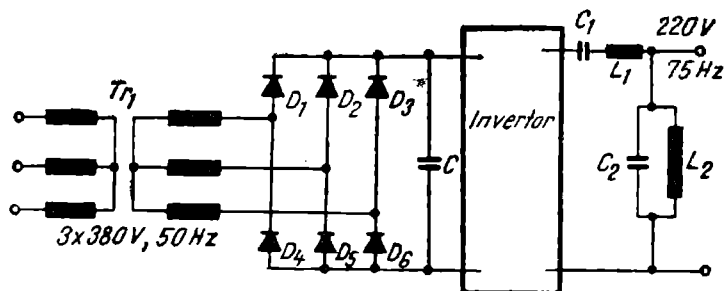 Tr1
3x380V, 50Hz
D1
D2
D3
D4
D5
D6
C
Invertor
C1
L1
220V
75Hz
C2
L2